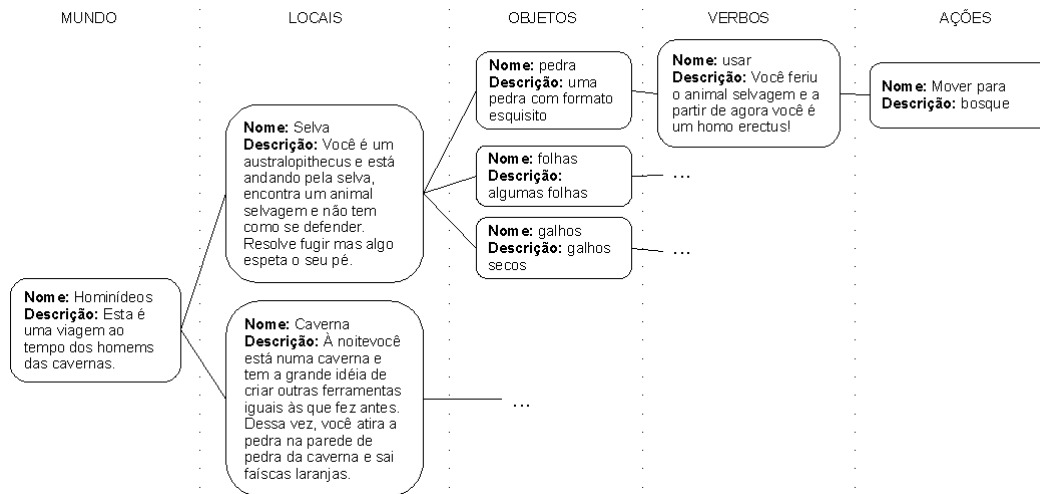 MUNDO
LOCAIS
OBJETOS
VERBOS
AÇÕES
Nome: Hominídeos
Descrição: Esta é
uma viagem ao
tempo dos homems
das cavernas.
Nome: Selva
Descrição: Você é um
australopithecus e está
andando pela selva,
encontra um animal
selvagem e não tem
como se defender.
Resolve fugir mas algo
espeta o seu pé.
Nome: Caverna
Descrição: À noitevocê
está numa caverna e
tem a grande idéia de
criar outras ferramentas
iguais às que fez antes.
Dessa vez, você atira a
pedra na parede de
pedra da caverna e sai
faíscas laranjas.
Nome: pedra
Descrição: uma
pedra com formato
esquisito
Nome: folhas
Descrição:
algumas folhas
Nome: galhos
Descrição: galhos
secos
...
Nome: usar
Descrição: Você feriu
o animal selvagem e a
partir de agora você é
um homo erectus!
...
...
Nome: Mover para
Descrição: bosque